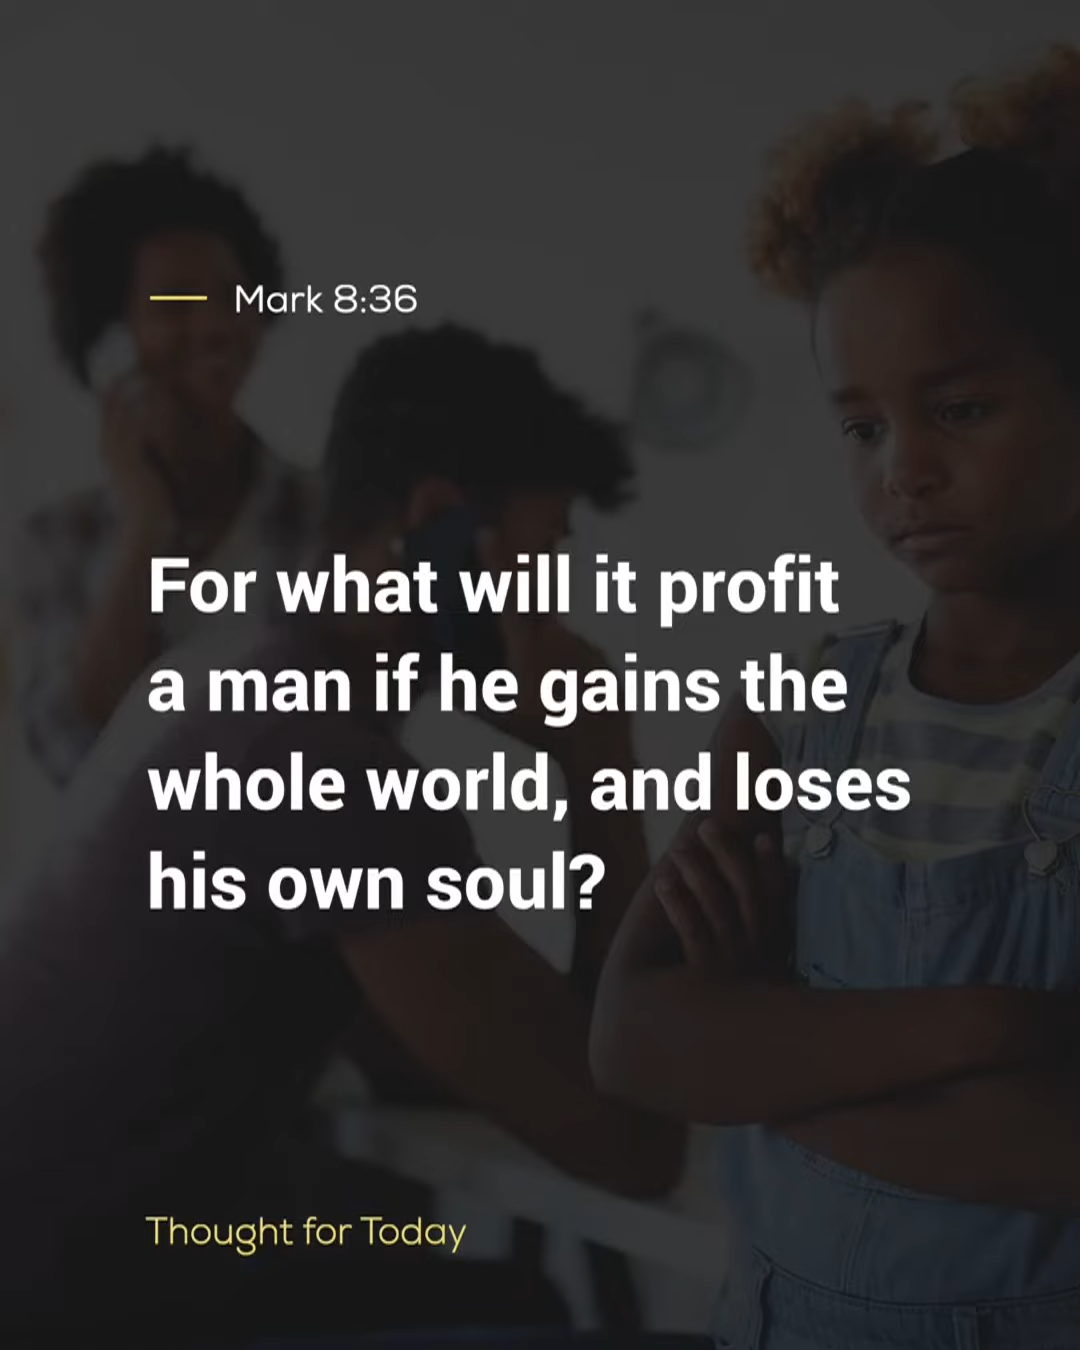 Mark 8:36
For what will it profit
a man if he gains the
whole world, and loses
his own soul?
Thought for Today